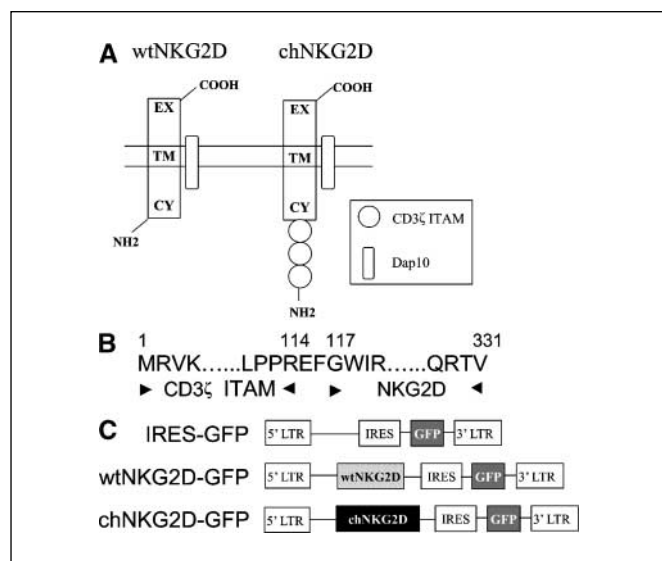 A wtNKG2D chNKG2D
COOH COOH
EX EX
TM TM
CY CY
NH2
NH2
CD3ζ ITAM
Dap10
B 1 114 117 331
MRVK......LPPREFGWIR......QRTV
CD3ζ ITAM NKG2D
C
IRES-GFP 5' LTR IRES GFP 3' LTR
wtNKG2D-GFP 5' LTR wtNKG2D IRES GFP 3' LTR
chNKG2D-GFP 5' LTR chNKG2D IRES GFP 3' LTR